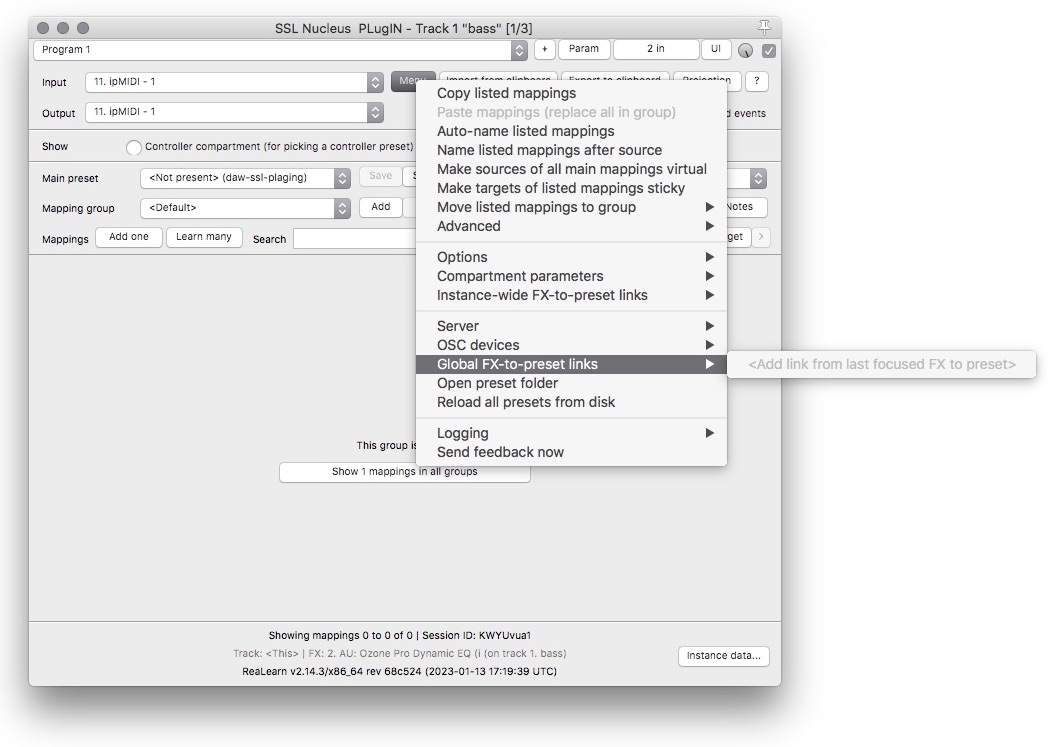 SSL Nucleus PLugIN - Track 1 "bass" [1/3]
Program 1
+
Param
2 in
UI
Input
11. ipMIDI - 1
Menu
Import from clipboard
Export to clipboard
Projection
?
Output
11. ipMIDI - 1
d events
Show
Controller compartment (for picking a controller preset)
Main preset
<Not present> (daw-ssl-plaging)
Save
S
Mapping group
<Default>
Add
Notes
Mappings
Add one
Learn many
Search
get
>
Copy listed mappings
Paste mappings (replace all in group)
Auto-name listed mappings
Name listed mappings after source
Make sources of all main mappings virtual
Make targets of listed mappings sticky
Move listed mappings to group
Advanced
Options
Compartment parameters
Instance-wide FX-to-preset links
Server
OSC devices
Global FX-to-preset links
<Add link from last focused FX to preset>
Open preset folder
Reload all presets from disk
Logging
Send feedback now
This group is
Show 1 mappings in all groups
Showing mappings 0 to 0 of 0 | Session ID: KWYUvua1
Track: <This> | FX: 2. AU: Ozone Pro Dynamic EQ (i (on track 1. bass)
Instance data...
ReaLearn v2.14.3/x86_64 rev 68c524 (2023-01-13 17:19:39 UTC)